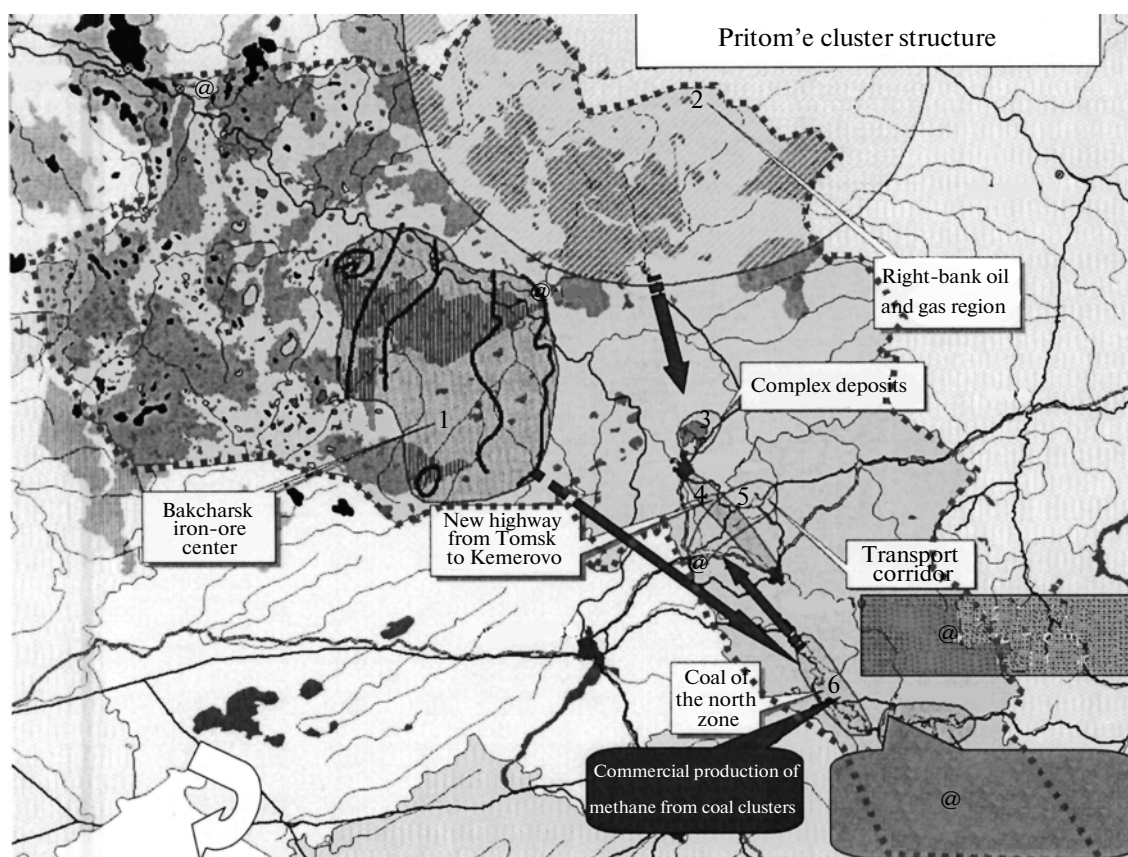 Pritom’e cluster structure
@
2
Right-bank oil
and gas region
@
Complex deposits
3
1
4
5
Bakcharsk
iron-ore
center
New highway
from Tomsk
to Kemerovo
@
Transport
corridor
@
Coal of
the north
zone
6
Commercial production of
methane from coal clusters
@